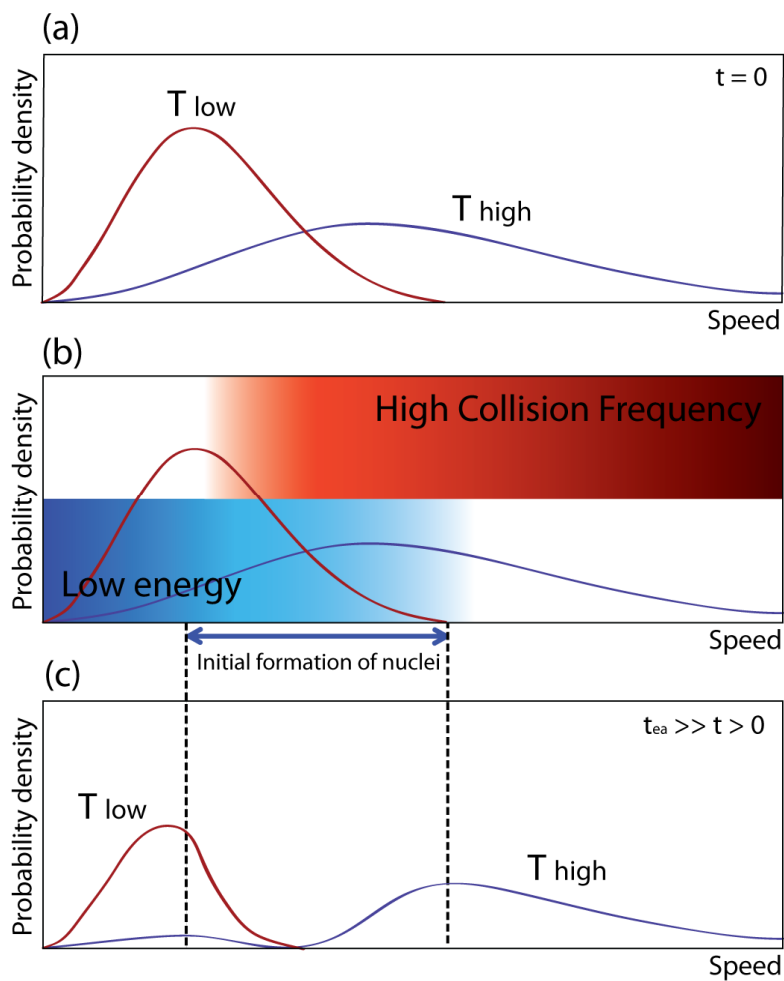 (a)
Probability density
t = 0
T low
T high
Speed
(b)
Probability density
High Collision Frequency
Low energy
Speed
Initial formation of nuclei
(c)
Probability density
tea >> t > 0
T low
T high
Speed